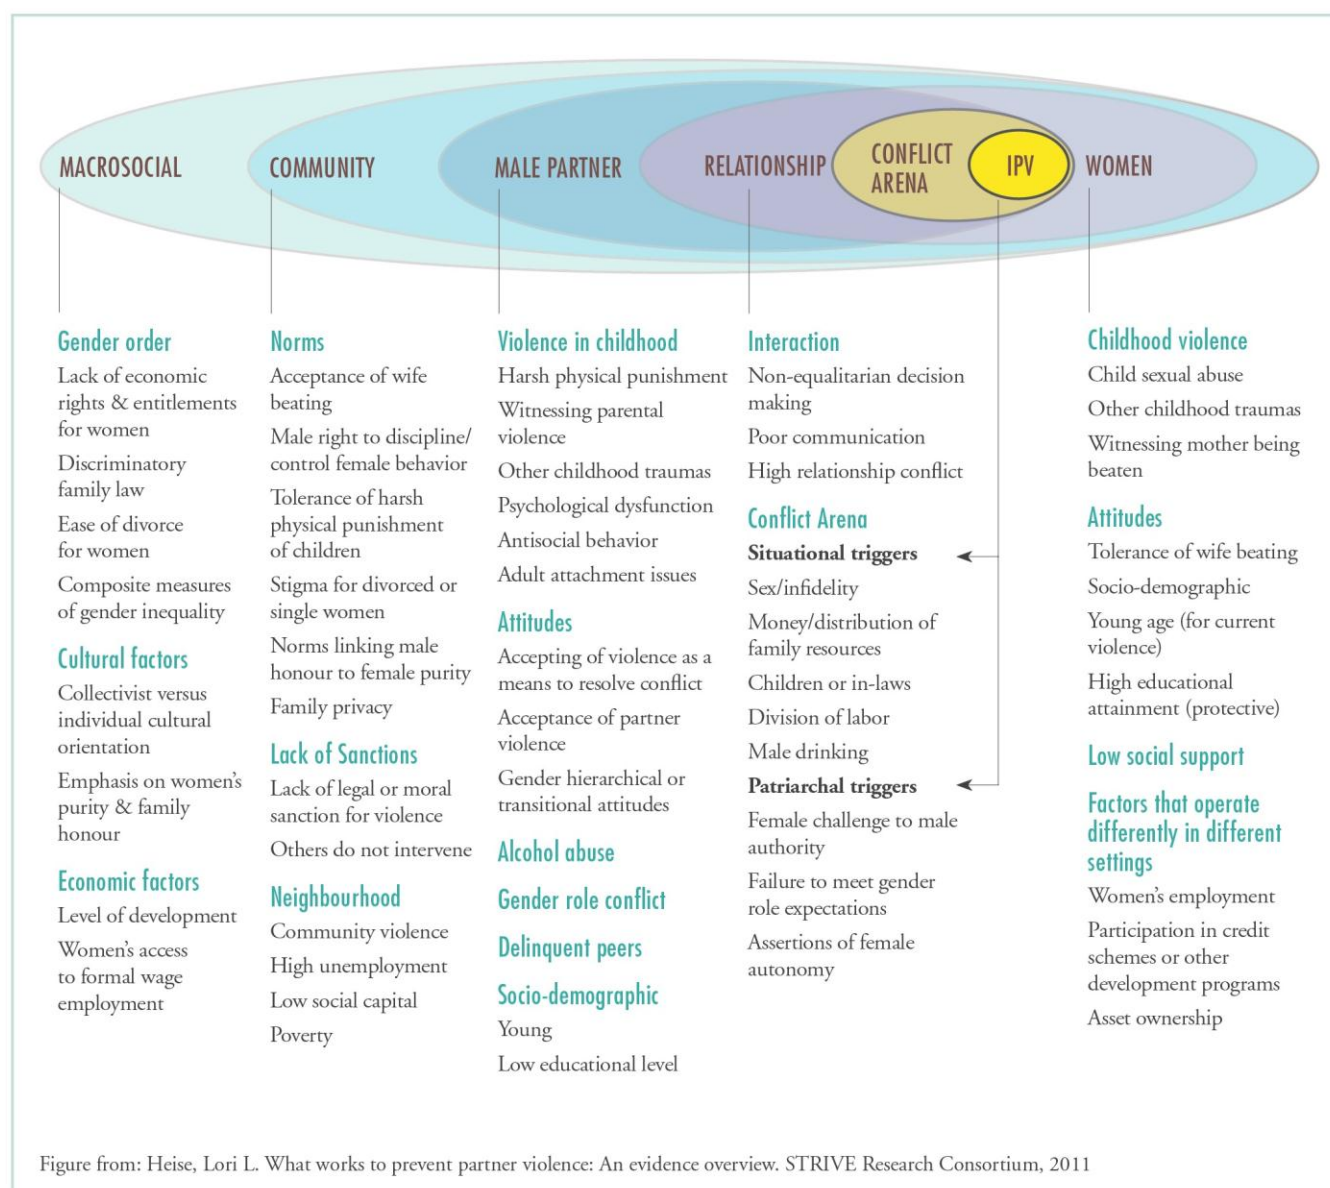 MACROSOCIAL
COMMUNITY
MALE PARTNER
RELATIONSHIP
CONFLICT
ARENA
IPV
WOMEN
Gender order
Lack of economic
rights & entitlements
for women
Discriminatory
family law
Ease of divorce
for women
Composite measures
of gender inequality
Cultural factors
Collectivist versus
individual cultural
orientation
Emphasis on women's
purity & family
honour
Economic factors
Level of development
Women's access
to formal wage
employment
Norms
Acceptance of wife
beating
Male right to discipline/
control female behavior
Tolerance of harsh
physical punishment
of children
Stigma for divorced or
single women
Norms linking male
honour to female purity
Family privacy
Lack of Sanctions
Lack of legal or moral
sanction for violence
Others do not intervene
Neighbourhood
Community violence
High unemployment
Low social capital
Poverty
Violence in childhood
Harsh physical punishment
Witnessing parental
violence
Other childhood traumas
Psychological dysfunction
Antisocial behavior
Adult attachment issues
Attitudes
Accepting of violence as a
means to resolve conflict
Acceptance of partner
violence
Gender hierarchical or
transitional attitudes
Alcohol abuse
Gender role conflict
Delinquent peers
Socio-demographic
Young
Low educational level
Interaction
Non-equalitarian decision
making
Poor communication
High relationship conflict
Conflict Arena
Situational triggers
Sex/infidelity
Money/distribution of
family resources
Children or in-laws
Division of labor
Male drinking
Patriarchal triggers
Female challenge to male
authority
Failure to meet gender
role expectations
Assertions of female
autonomy
Childhood violence
Child sexual abuse
Other childhood traumas
Witnessing mother being
beaten
Attitudes
Tolerance of wife beating
Socio-demographic
Young age (for current
violence)
High educational
attainment (protective)
Low social support
Factors that operate
differently in different
settings
Women's employment
Participation in credit
schemes or other
development programs
Asset ownership
Figure from: Heise, Lori L. What works to prevent partner violence: An evidence overview. STRIVE Research Consortium, 2011